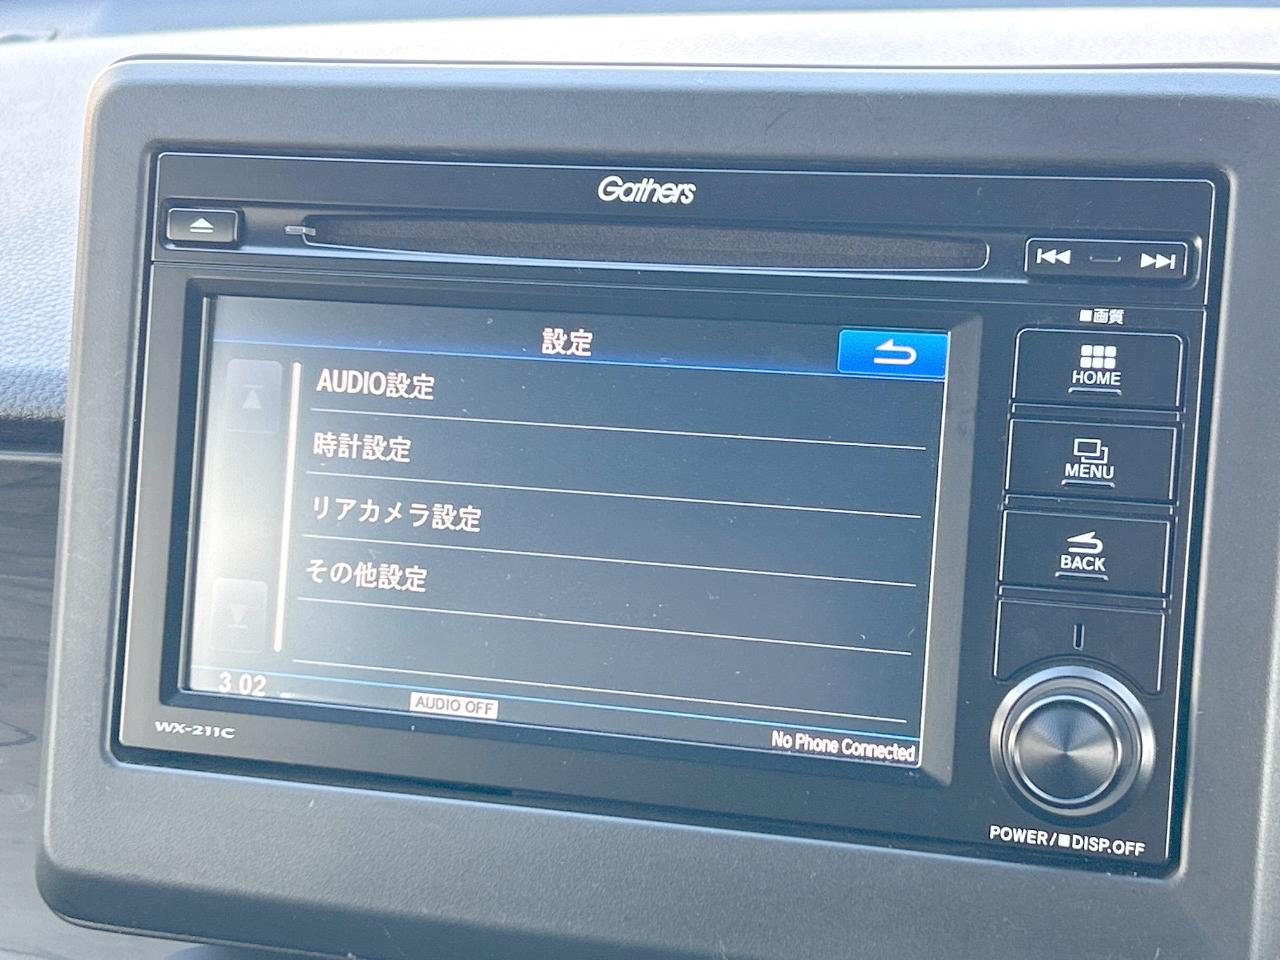 Gathers
■画質
設定
AUDIO設定
時計設定
リアカメラ設定
その他設定
HOME
MENU
BACK
3 02
AUDIO OFF
No Phone Connected
WX-211C
POWER/■DISP.OFF